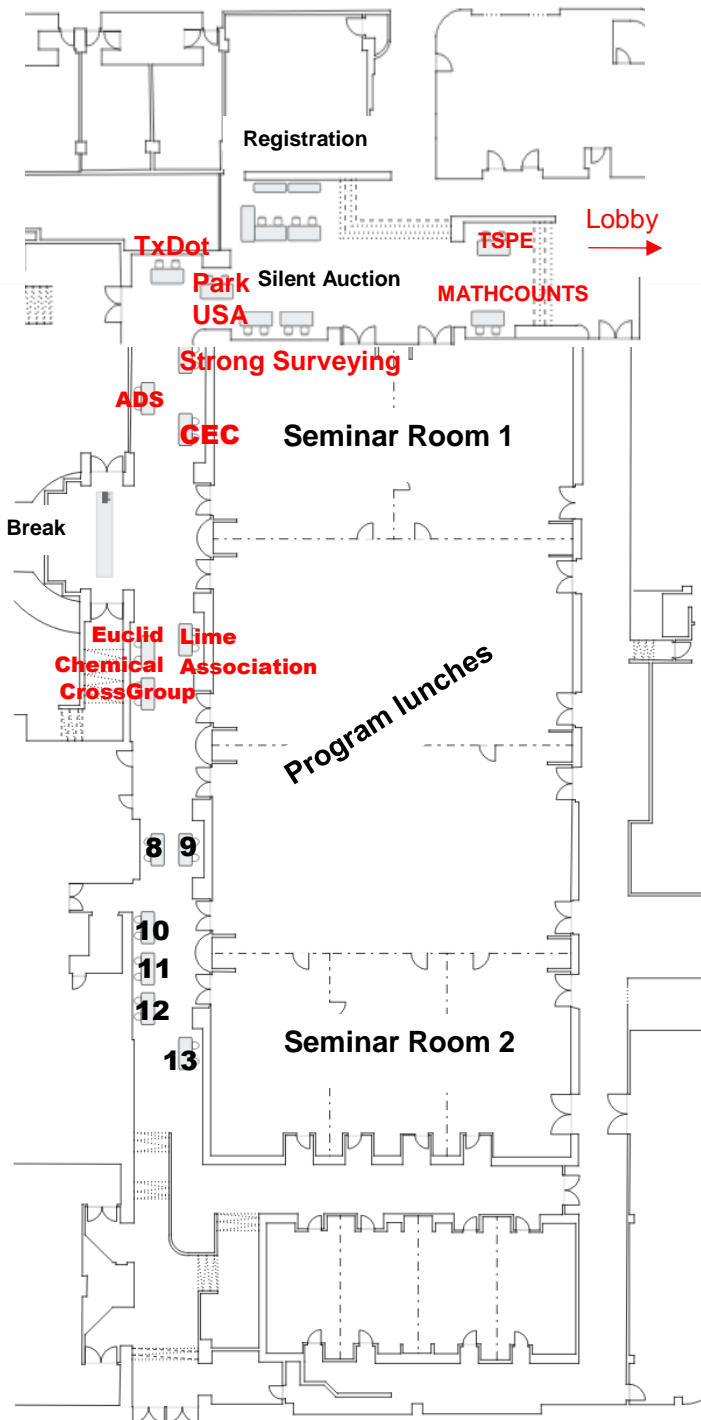 Registration
Lobby
TxDot
TSPE
Silent Auction
Park
USA
MATHCOUNTS
Strong Surveying
ADS
CEC
Seminar Room 1
Break
Euclid
Chemical
Lime
Association
CrossGroup
Program lunches
8
9
10
11
12
13
Seminar Room 2